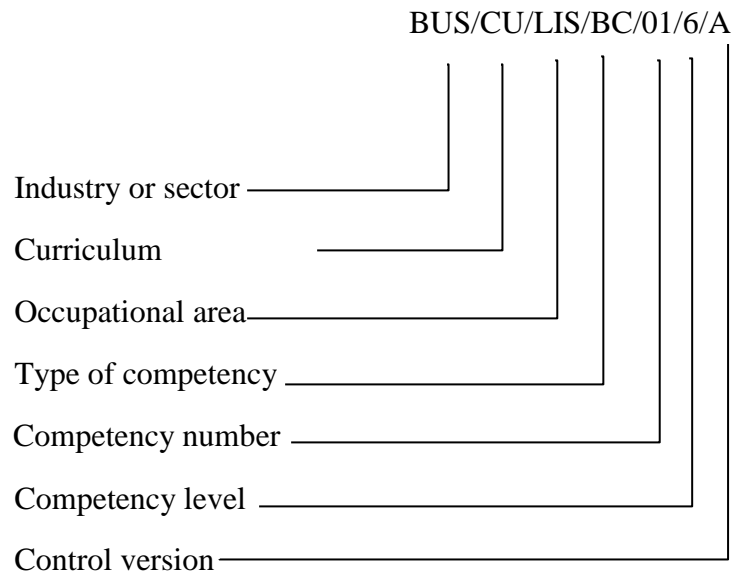 BUS/CU/LIS/BC/01/6/A
Industry or sector
Curriculum
Occupational area
Type of competency
Competency number
Competency level
Control version